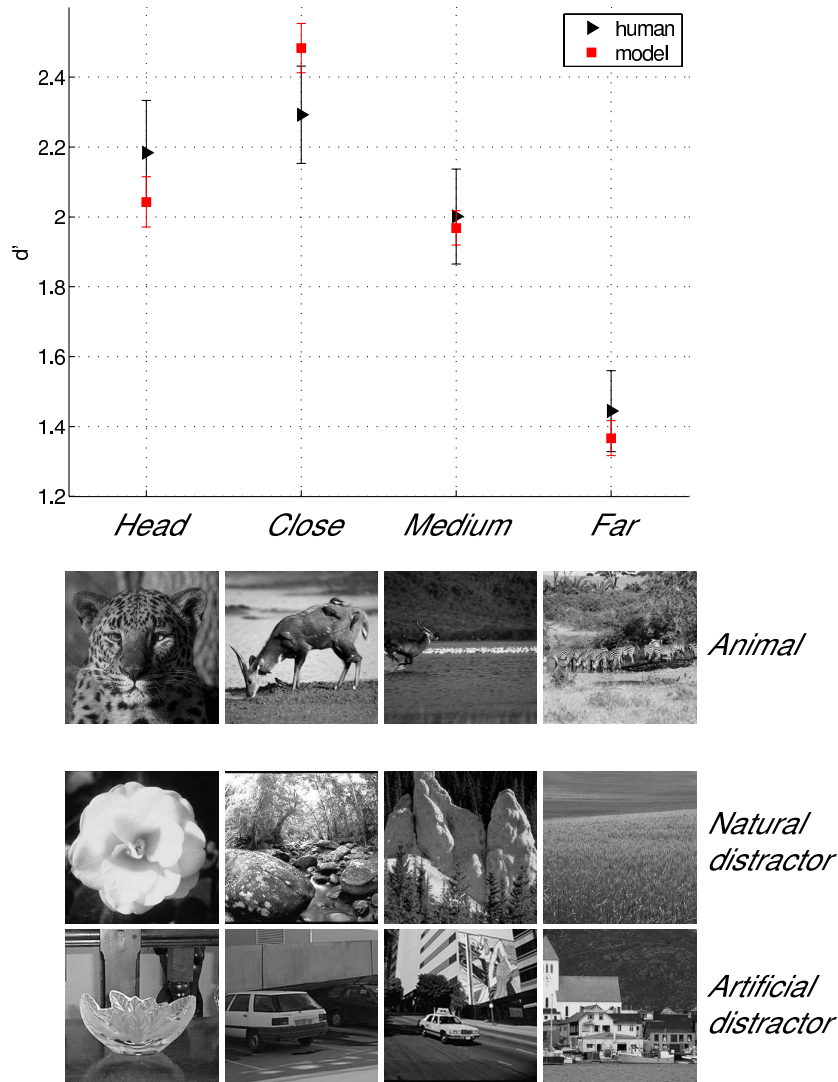 human
model
2.4
2.2
2
1.8
1.6
1.4
1.2
d'
Head Close Medium Far
Animal
Natural
distractor
Artificial
distractor